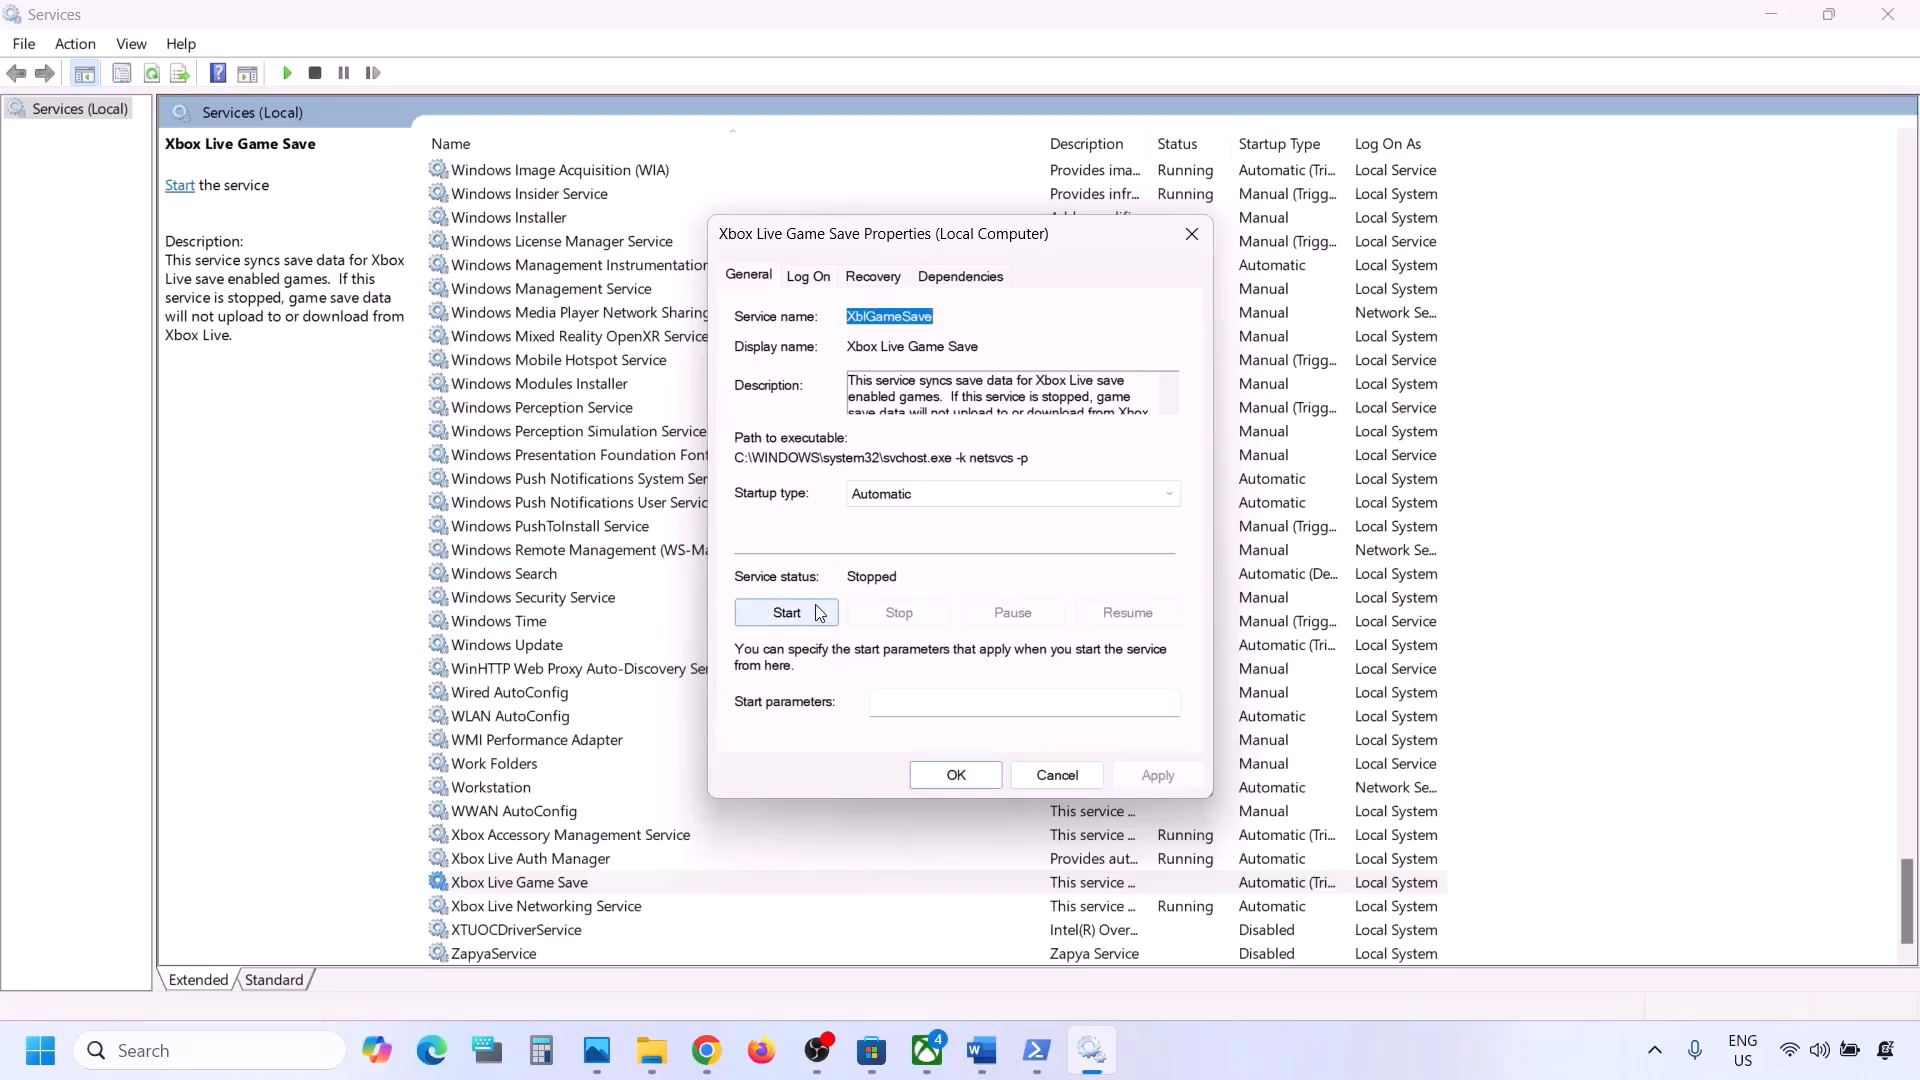 Services
File Action View Help
Services (Local)
Services (Local)
Xbox Live Game Save
Start the service
Description:
This service syncs save data for Xbox
Live save enabled games. If this
service is stopped, game save data
will not upload to or download from
Xbox Live.
Name Description Status Startup Type Log On As
Windows Image Acquisition (WIA) Provides ima... Running Automatic (Tri... Local Service
Windows Insider Service Provides infr... Running Manual (Trigg... Local System
Windows Installer Manual Local System
Windows License Manager Service Manual (Trigg... Local Service
Windows Management Instrumentation Automatic Local System
Windows Management Service Manual Local System
Windows Media Player Network Sharing Manual Network Se...
Windows Mixed Reality OpenXR Service Manual Local System
Windows Mobile Hotspot Service Manual (Trigg... Local Service
Windows Modules Installer Manual Local System
Windows Perception Service Manual (Trigg... Local Service
Windows Perception Simulation Service Manual Local System
Windows Presentation Foundation Font Manual Local Service
Windows Push Notifications System Ser Automatic Local System
Windows Push Notifications User Servic Automatic Local System
Windows PushToInstall Service Manual (Trigg... Local System
Windows Remote Management (WS-Ma Manual Network Se...
Windows Search Automatic (De... Local System
Windows Security Service Manual Local System
Windows Time Manual (Trigg... Local Service
Windows Update Automatic (Tri... Local System
WinHTTP Web Proxy Auto-Discovery Ser Manual Local Service
Wired AutoConfig Manual Local System
WLAN AutoConfig Automatic Local System
WMI Performance Adapter Manual Local System
Work Folders Manual Local Service
Workstation Automatic Network Se...
WWAN AutoConfig This service ... Manual Local System
Xbox Accessory Management Service This service ... Running Automatic (Tri... Local System
Xbox Live Auth Manager Provides aut... Running Automatic Local System
Xbox Live Game Save This service ... Automatic (Tri... Local System
Xbox Live Networking Service This service ... Running Automatic Local System
XTUOCDriverService Intel(R) Over... Disabled Local System
ZapyaService Zapya Service Disabled Local System
Xbox Live Game Save Properties (Local Computer)
General Log On Recovery Dependencies
Service name: XblGameSave
Display name: Xbox Live Game Save
Description: This service syncs save data for Xbox Live save
enabled games. If this service is stopped, game
save data will not upload to or download from Xbox
Path to executable:
C:\WINDOWS\system32\svchost.exe -k netsvcs -p
Startup type: Automatic
Service status: Stopped
Start Stop Pause Resume
You can specify the start parameters that apply when you start the service
from here.
Start parameters:
OK Cancel Apply
Extended Standard
Search
4
ENG
US